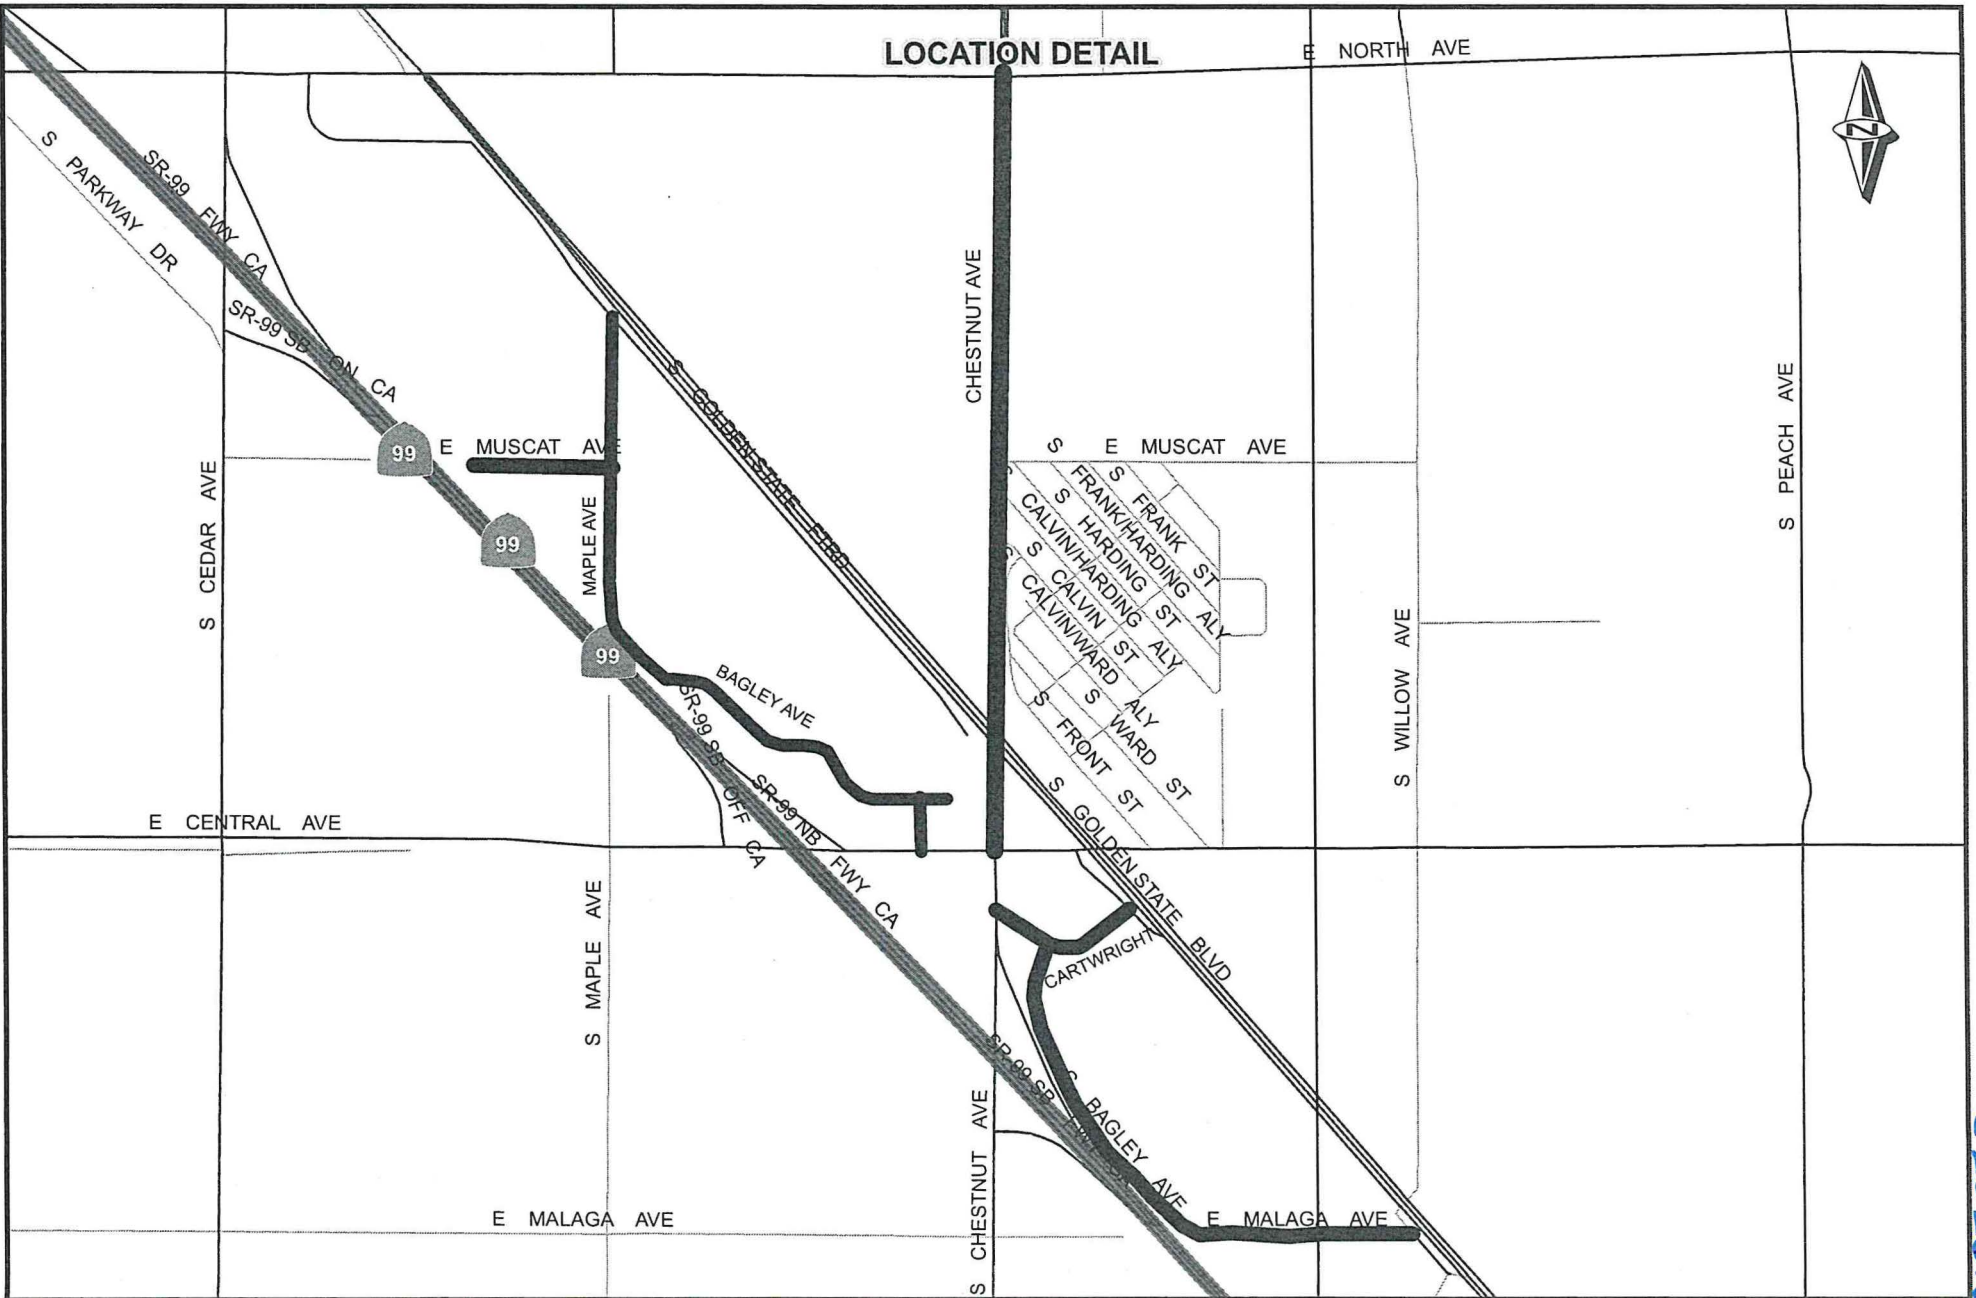 LOCATION DETAIL
E NORTH AVE
N
S PARKWAY DR
SR-99 FWY CA
SR-99 SB ON CA
CHESTNUT AVE
S PEACH AVE
S GOLDEN STATE
99
E MUSCAT AVE
S E MUSCAT AVE
S CEDAR AVE
MAPLE AVE
99
S FRANK ST
FRANK/HARDING ALY
S HARDING ST
CALVIN/HARDING ALY
S CALVIN ST
CALVIN/WARD ALY
S WARD ST
S FRONT ST
S WILLOW AVE
99
BAGLEY AVE
SR-99 SB OFF CA
SR-99 NB FWY CA
E CENTRAL AVE
S GOLDEN STATE BLVD
S MAPLE AVE
CARTWRIGHT
SR-99 SB
S BAGLEY AVE
S CHESTNUT AVE
E MALAGA AVE
E MALAGA AVE